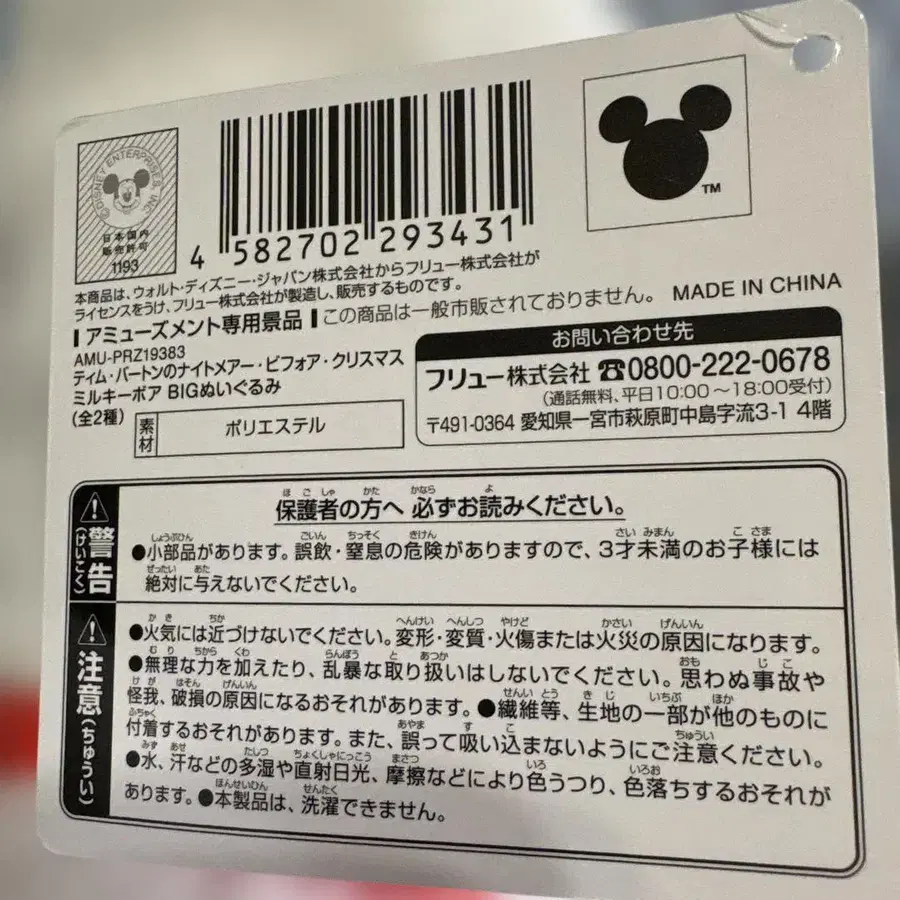 ©DISNEY ENTERPRISES, INC.
日本国内
販売許可
1193
4 582702 293431
TM
本商品は、ウォルト・ディズニー・ジャパン株式会社からフリュー株式会社が
ライセンスをうけ、フリュー株式会社が製造し、販売するものです。
アミューズメント専用景品 この商品は一般市販されておりません。 MADE IN CHINA
AMU-PRZ19383
ティム・バートンのナイトメアー・ビフォア・クリスマス
ミルキーボア BIGぬいぐるみ
(全2種)
素材 ポリエステル
お問い合わせ先
フリュー株式会社 ☎0800-222-0678
(通話無料、平日10:00~18:00受付)
〒491-0364 愛知県一宮市萩原町中島字流3-1 4階
警告(けいこく)
保護者の方へ 必ずお読みください。
●小部品があります。誤飲・窒息の危険がありますので、3才未満のお子様には
絶対に与えないでください。
注意(ちゅうい)
●火気には近づけないでください。変形・変質・火傷または火災の原因になります。
●無理な力を加えたり、乱暴な取り扱いはしないでください。思わぬ事故や
怪我、破損の原因になるおそれがあります。●繊維等、生地の一部が他のものに
付着するおそれがあります。また、誤って吸い込まないようにご注意ください。
●水、汗などの多湿や直射日光、摩擦などにより色うつり、色落ちするおそれが
あります。●本製品は、洗濯できません。